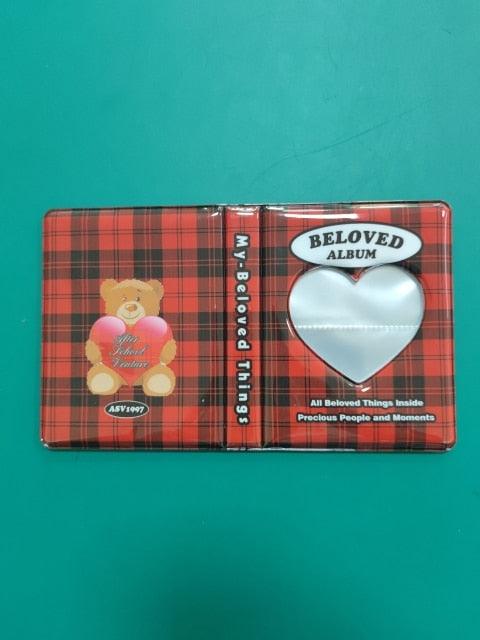 After
School
Venture
ASV1997
My-Beloved Things
BELOVED
ALBUM
All Beloved Things Inside
Precious People and Moments